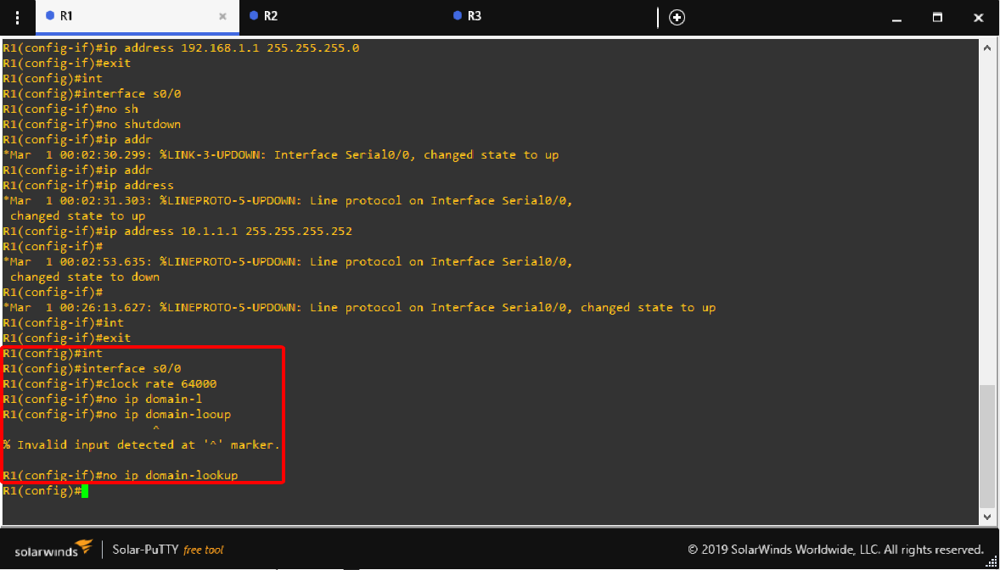 R1
R2
R3
R1(config-if)#ip address 192.168.1.1 255.255.255.0
R1(config-if)#exit
R1(config)#int
R1(config)#interface s0/0
R1(config-if)#no sh
R1(config-if)#no shutdown
R1(config-if)#ip addr
*Mar  1 00:02:30.299: %LINK-3-UPDOWN: Interface Serial0/0, changed state to up
R1(config-if)#ip addr
R1(config-if)#ip address
*Mar  1 00:02:31.303: %LINEPROTO-5-UPDOWN: Line protocol on Interface Serial0/0,
 changed state to up
R1(config-if)#ip address 10.1.1.1 255.255.255.252
R1(config-if)#
*Mar  1 00:02:53.635: %LINEPROTO-5-UPDOWN: Line protocol on Interface Serial0/0,
 changed state to down
R1(config-if)#
*Mar  1 00:26:13.627: %LINEPROTO-5-UPDOWN: Line protocol on Interface Serial0/0, changed state to up
R1(config-if)#int
R1(config-if)#exit
R1(config)#int
R1(config)#interface s0/0
R1(config-if)#clock rate 64000
R1(config-if)#no ip domain-l
R1(config-if)#no ip domain-looup
^
% Invalid input detected at '^' marker.
R1(config-if)#no ip domain-lookup
R1(config)#
solarwinds
Solar-PuTTY free tool
© 2019 SolarWinds Worldwide, LLC. All rights reserved.